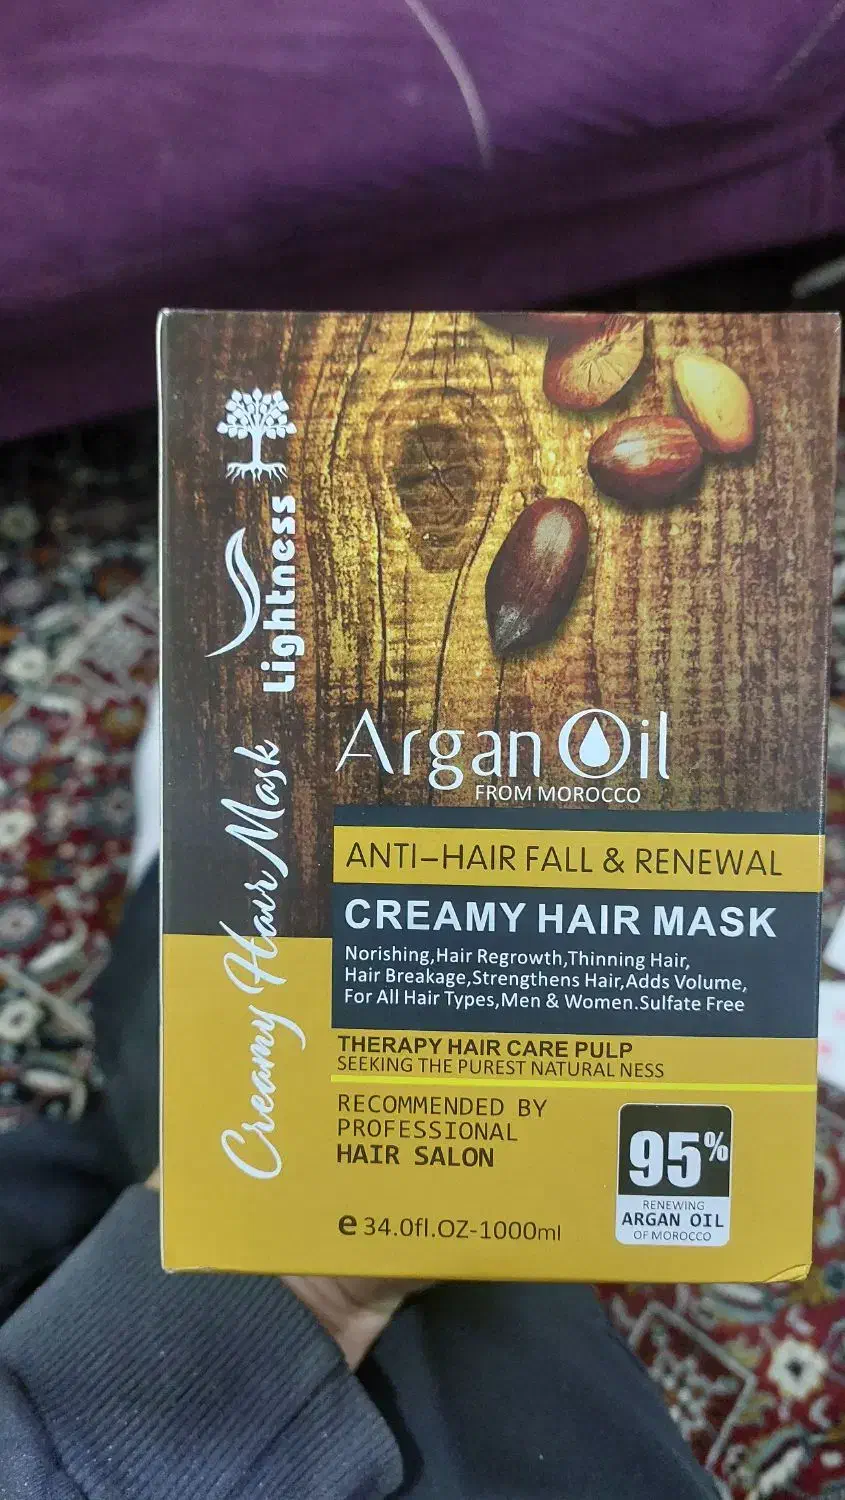 Lightness
Creamy Hair Mask
Argan Oil
FROM MOROCCO
ANTI-HAIR FALL & RENEWAL
CREAMY HAIR MASK
Norishing,Hair Regrowth,Thinning Hair,
Hair Breakage,Strengthens Hair,Adds Volume,
For All Hair Types,Men & Women.Sulfate Free
THERAPY HAIR CARE PULP
SEEKING THE PUREST NATURAL NESS
RECOMMENDED BY
PROFESSIONAL
HAIR SALON
℮ 34.0fl.OZ-1000ml
95%
RENEWING
ARGAN OIL
OF MOROCCO